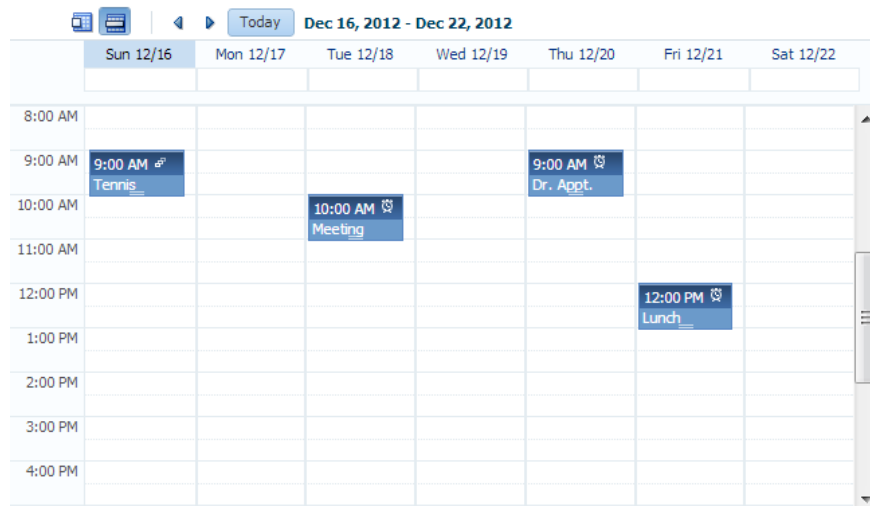 Today Dec 16, 2012 - Dec 22, 2012
Sun 12/16 Mon 12/17 Tue 12/18 Wed 12/19 Thu 12/20 Fri 12/21 Sat 12/22
8:00 AM
9:00 AM 9:00 AM 9:00 AM
Tennis Dr. Appt.
10:00 AM 10:00 AM
Meeting
11:00 AM
12:00 PM 12:00 PM
Lunch
1:00 PM
2:00 PM
3:00 PM
4:00 PM